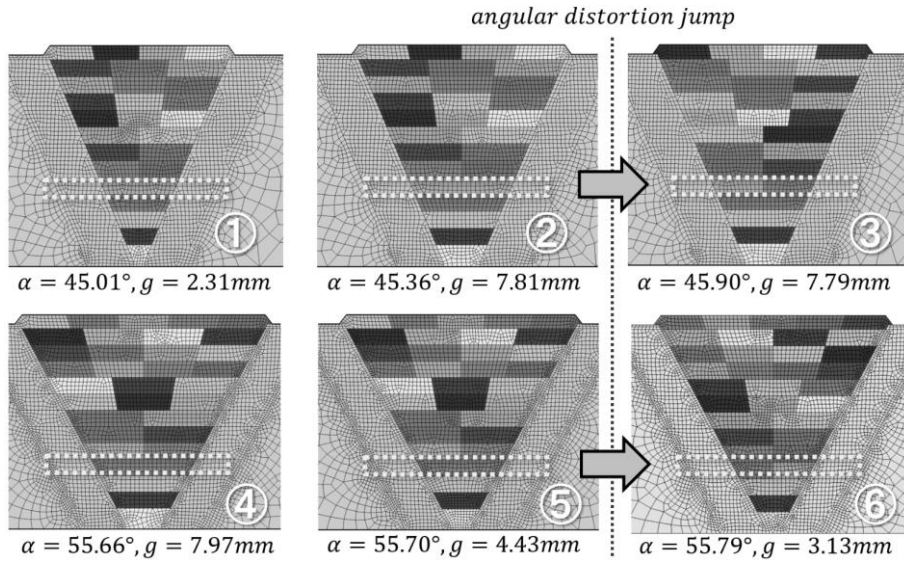 angular distortion jump
① ② ③
α = 45.01°, g = 2.31mm α = 45.36°, g = 7.81mm α = 45.90°, g = 7.79mm
④ ⑤ ⑥
α = 55.66°, g = 7.97mm α = 55.70°, g = 4.43mm α = 55.79°, g = 3.13mm